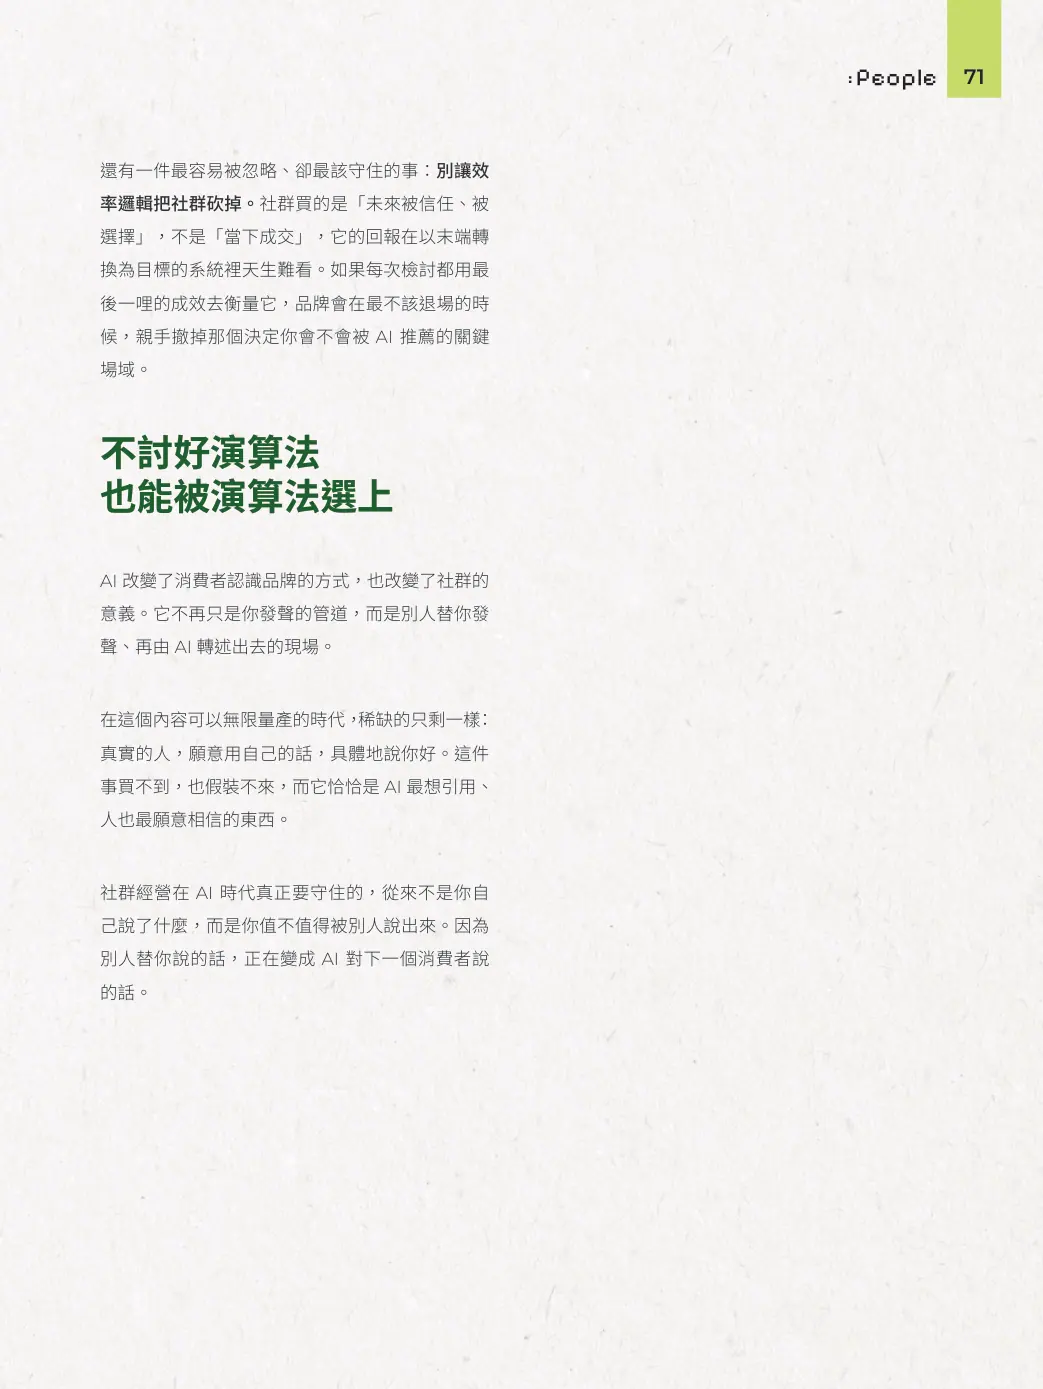 :People 71
還有一件最容易被忽略、卻最該守住的事：別讓效
率邏輯把社群砍掉。社群買的是「未來被信任、被
選擇」，不是「當下成交」，它的回報在以末端轉
換為目標的系統裡天生難看。如果每次檢討都用最
後一哩的成效去衡量它，品牌會在最不該退場的時
候，親手撤掉那個決定你會不會被 AI 推薦的關鍵
場域。
不討好演算法
也能被演算法選上
AI 改變了消費者認識品牌的方式，也改變了社群的
意義。它不再只是你發聲的管道，而是別人替你發
聲、再由 AI 轉述出去的現場。
在這個內容可以無限量產的時代，稀缺的只剩一樣：
真實的人，願意用自己的話，具體地說你好。這件
事買不到，也假裝不來，而它恰恰是 AI 最想引用、
人也最願意相信的東西。
社群經營在 AI 時代真正要守住的，從來不是你自
己說了什麼，而是你值不值得被別人說出來。因為
別人替你說的話，正在變成 AI 對下一個消費者說
的話。